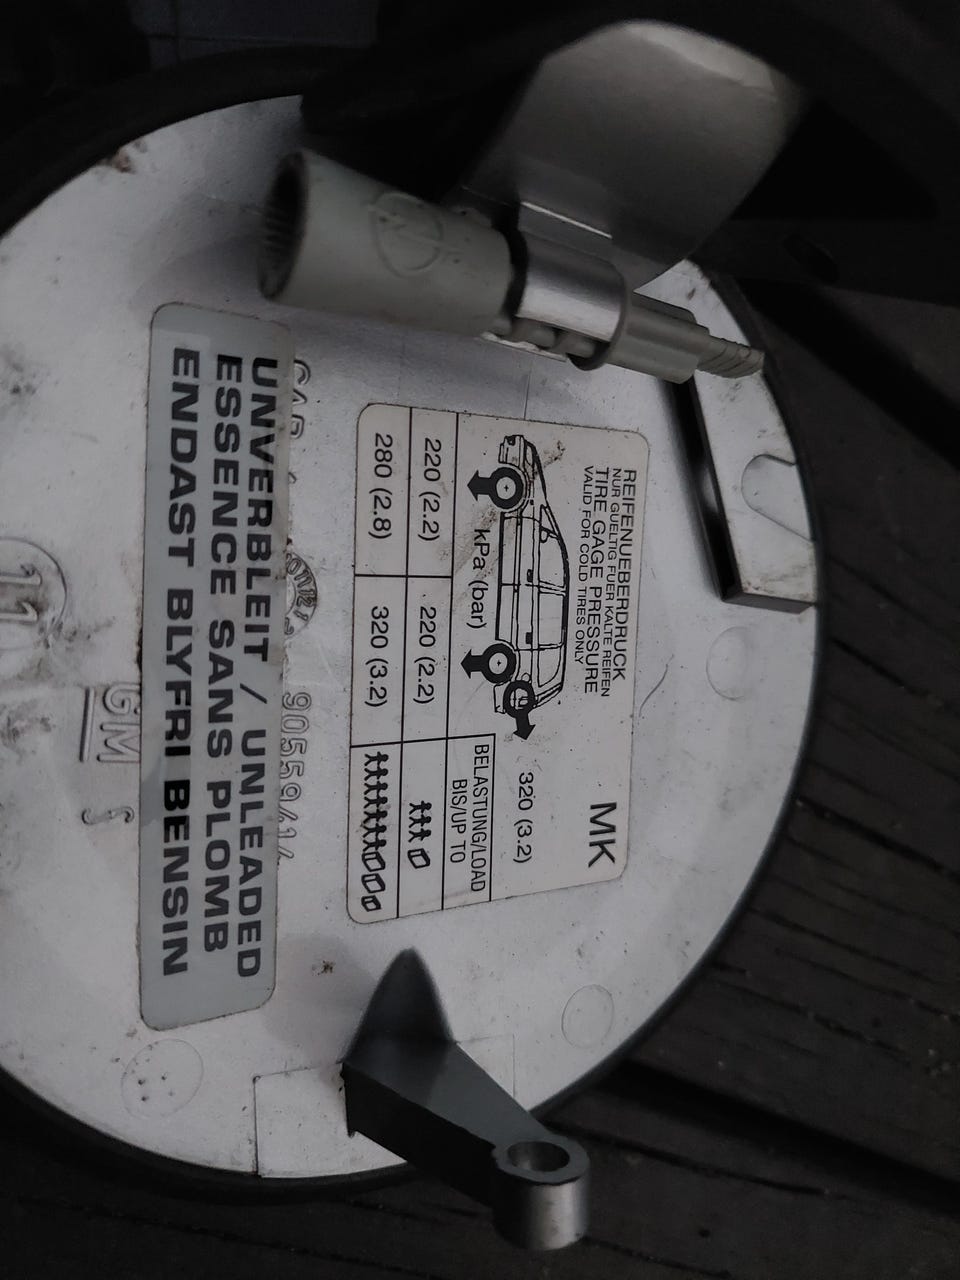 REIFENUEBERDRUCK
NUR GUELTIG FUER KALTE REIFEN
TIRE GAGE PRESSURE
VALID FOR COLD TIRES ONLY
MK
320 (3.2)
kPa (bar)
BELASTUNG/LOAD
BIS/UP TO
220 (2.2) 220 (2.2)
280 (2.8) 320 (3.2)
90559414
UNVERBLEIT / UNLEADED
ESSENCE SANS PLOMB
ENDAST BLYFRI BENSIN
GM
11